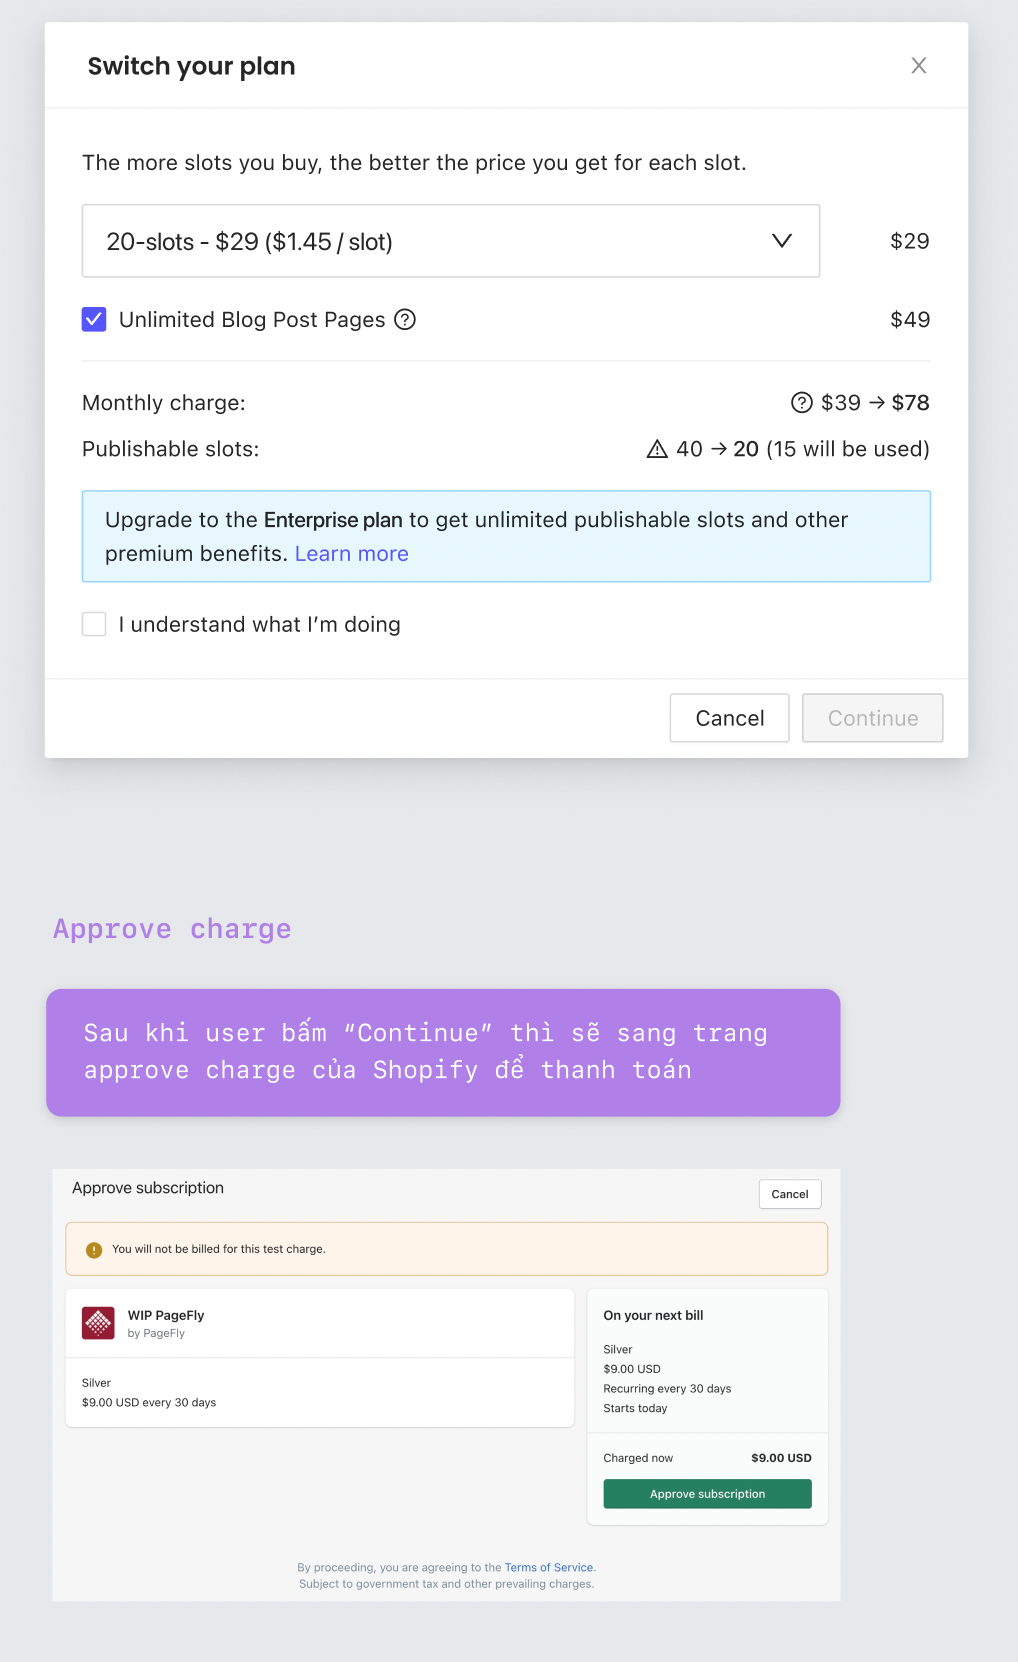 Switch your plan
The more slots you buy, the better the price you get for each slot.
20-slots - $29 ($1.45 / slot)
$29
Unlimited Blog Post Pages
$49
Monthly charge:
$39 → $78
Publishable slots:
40 → 20 (15 will be used)
Upgrade to the Enterprise plan to get unlimited publishable slots and other
premium benefits. Learn more
I understand what I’m doing
Cancel
Continue
Approve charge
Sau khi user bấm “Continue” thì sẽ sang trang
approve charge của Shopify để thanh toán
Approve subscription
Cancel
You will not be billed for this test charge.
WIP PageFly
by PageFly
Silver
$9.00 USD every 30 days
On your next bill
Silver
$9.00 USD
Recurring every 30 days
Starts today
Charged now
$9.00 USD
Approve subscription
By proceeding, you are agreeing to the Terms of Service.
Subject to government tax and other prevailing charges.